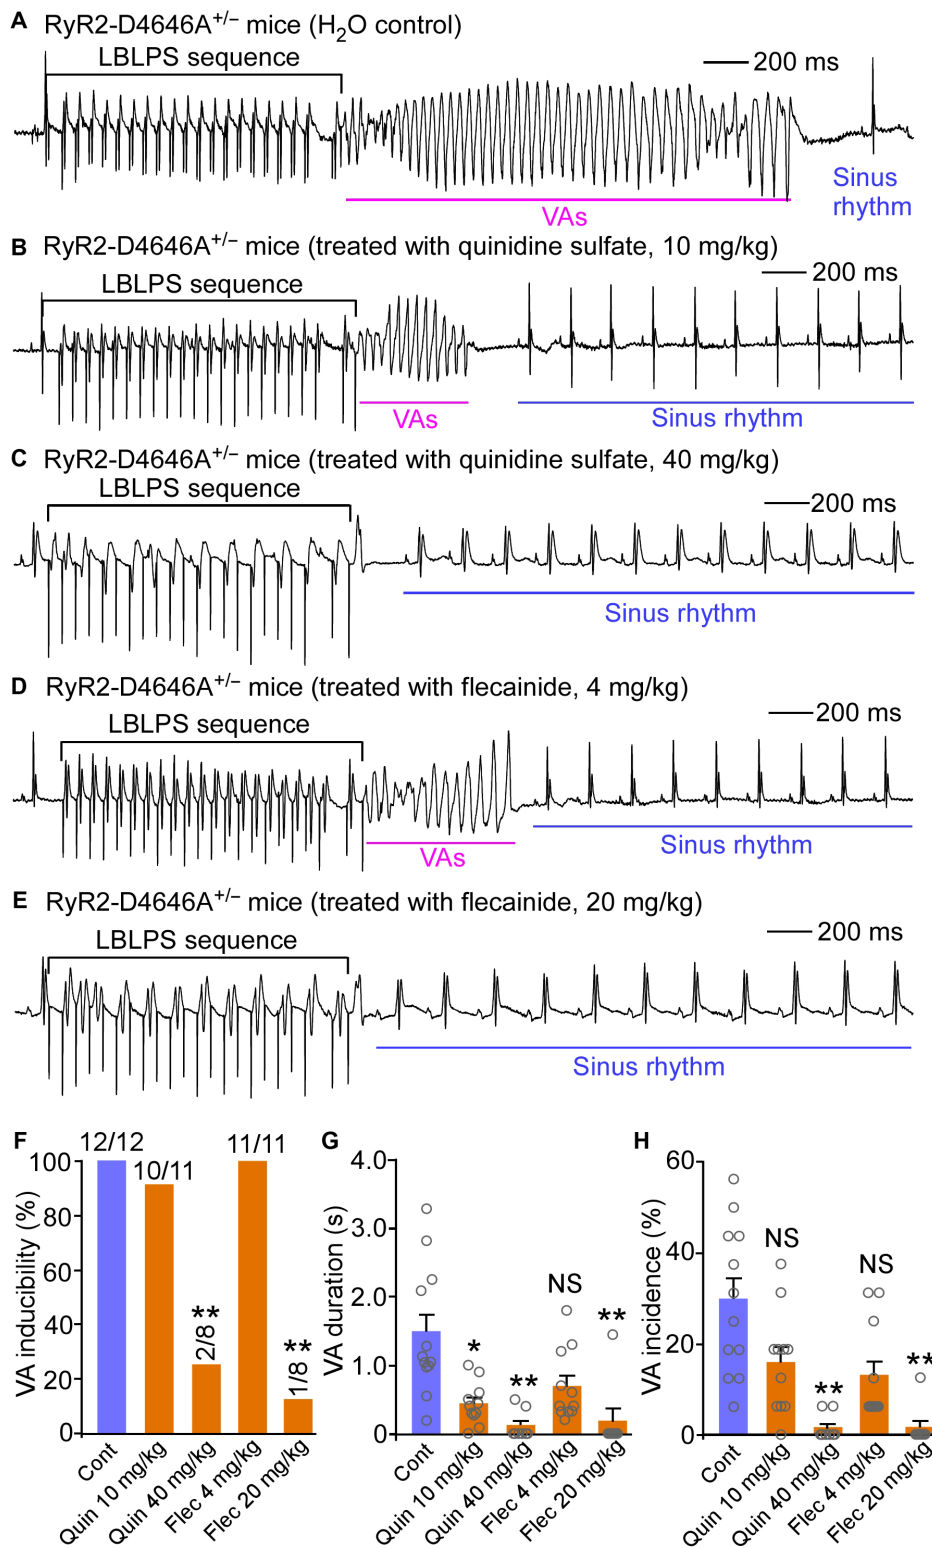 A RyR2-D4646A+/– mice (H2O control)
LBLPS sequence
200 ms
Sinus
rhythm
VAs
B RyR2-D4646A+/– mice (treated with quinidine sulfate, 10 mg/kg)
LBLPS sequence
200 ms
VAs
Sinus rhythm
C RyR2-D4646A+/– mice (treated with quinidine sulfate, 40 mg/kg)
LBLPS sequence
200 ms
Sinus rhythm
D RyR2-D4646A+/– mice (treated with flecainide, 4 mg/kg)
LBLPS sequence
200 ms
VAs
Sinus rhythm
E RyR2-D4646A+/– mice (treated with flecainide, 20 mg/kg)
LBLPS sequence
200 ms
Sinus rhythm
F
VA inducibility (%)
100
80
60
40
20
0
12/12
10/11
**
2/8
11/11
**
1/8
Cont
Quin 10 mg/kg
Quin 40 mg/kg
Flec 4 mg/kg
Flec 20 mg/kg
G
VA duration (s)
4.0
3.0
2.0
1.0
0
*
**
NS
**
Cont
Quin 10 mg/kg
Quin 40 mg/kg
Flec 4 mg/kg
Flec 20 mg/kg
H
VA incidence (%)
60
40
20
0
NS
**
NS
**
Cont
Quin 10 mg/kg
Quin 40 mg/kg
Flec 4 mg/kg
Flec 20 mg/kg